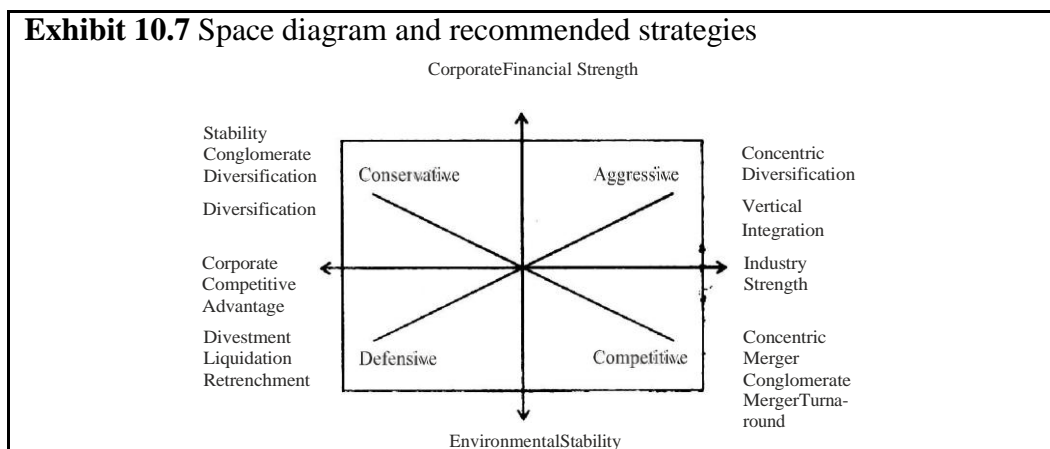 Exhibit 10.7 Space diagram and recommended strategies
CorporateFinancial Strength
Stability
Conglomerate
Diversification
Diversification
Conservative
Aggressive
Concentric
Diversification
Vertical
Integration
Corporate
Competitive
Advantage
Industry
Strength
Divestment
Liquidation
Retrenchment
Defensive
Competitive
Concentric
Merger
Conglomerate
MergerTurna-
round
EnvironmentalStability